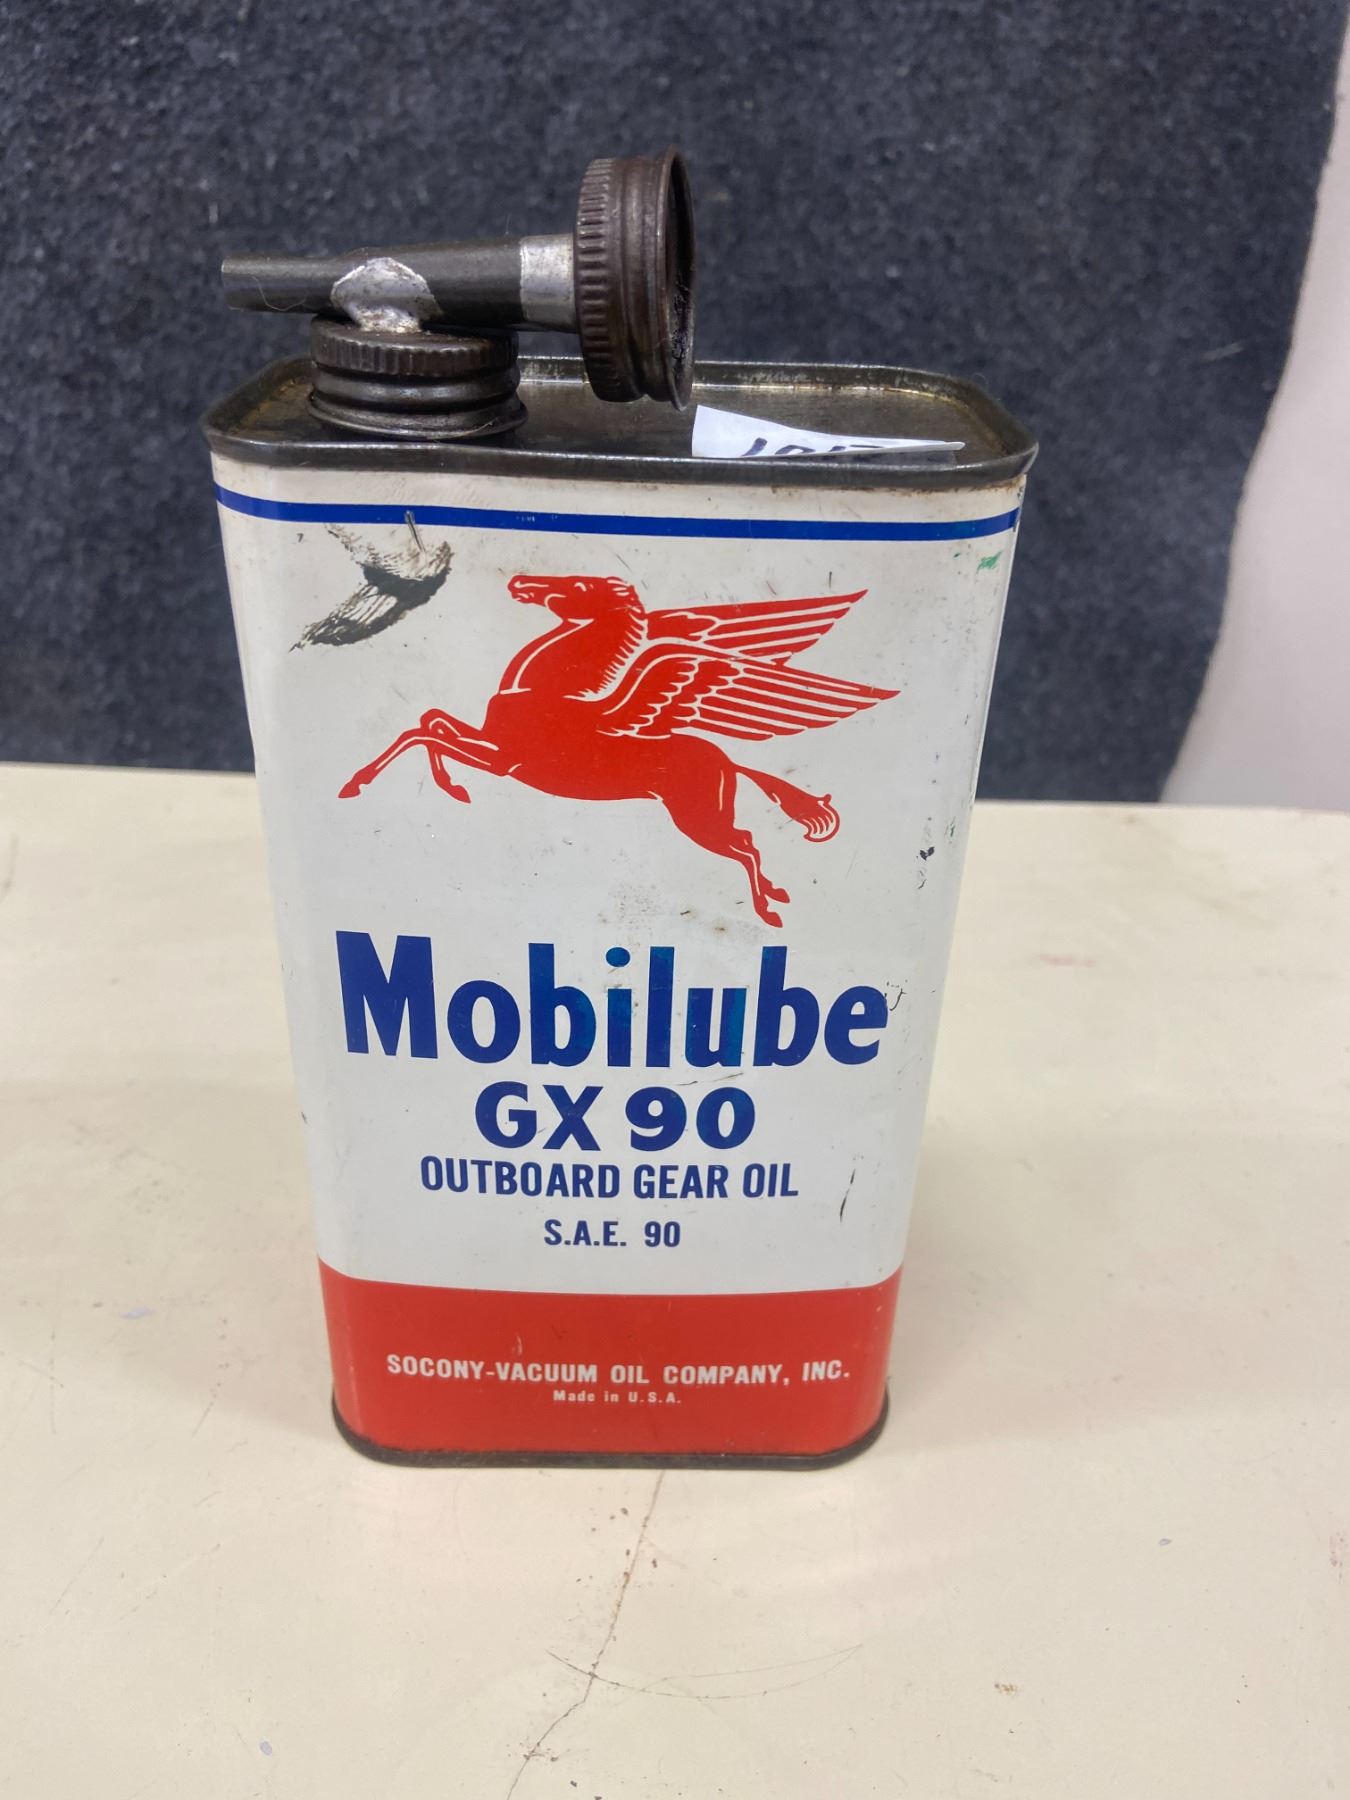 Mobilube
GX 90
OUTBOARD GEAR OIL
S.A.E. 90
SOCONY-VACUUM OIL COMPANY, INC.
Made in U.S.A.